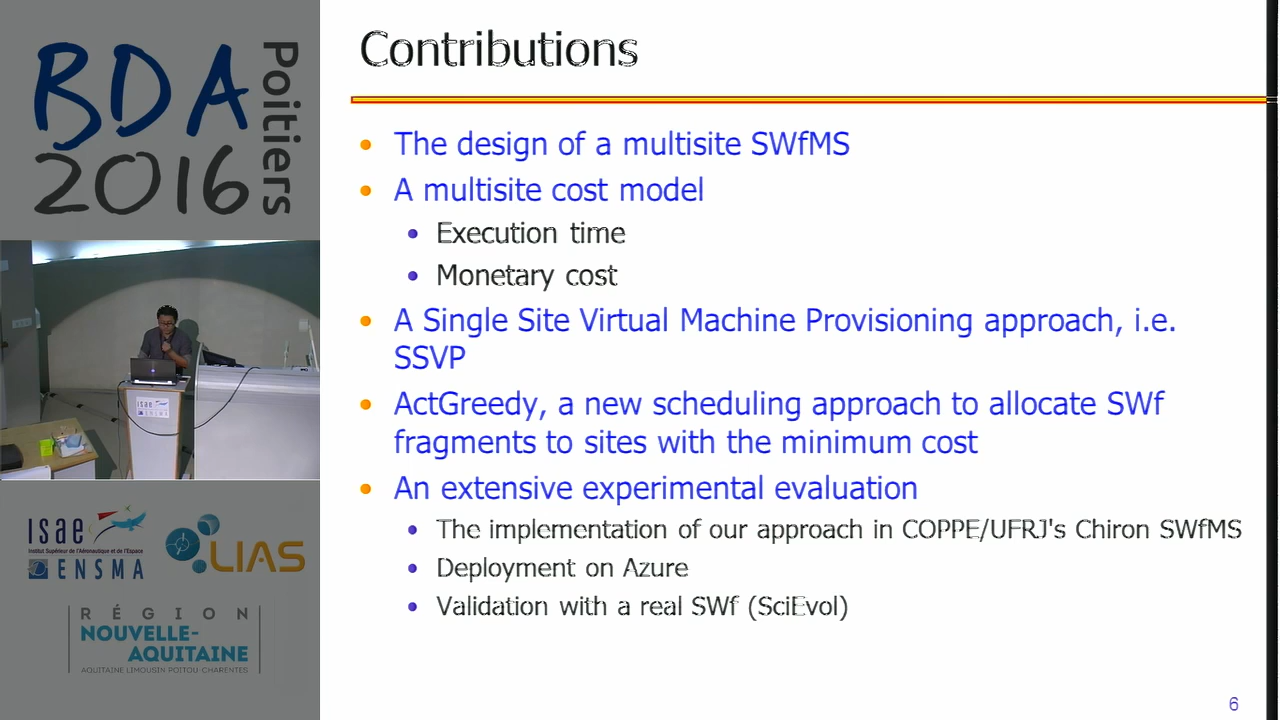 BDA
2016
Poitiers
isae
isae
Institut Supérieur de l'Aéronautique et de l'Espace
ENSMA
LIAS
RÉGION
NOUVELLE-
AQUITAINE
AQUITAINE LIMOUSIN POITOU-CHARENTES
Contributions
• The design of a multisite SWfMS
• A multisite cost model
• Execution time
• Monetary cost
• A Single Site Virtual Machine Provisioning approach, i.e.
SSVP
• ActGreedy, a new scheduling approach to allocate SWf
fragments to sites with the minimum cost
• An extensive experimental evaluation
• The implementation of our approach in COPPE/UFRJ's Chiron SWfMS
• Deployment on Azure
• Validation with a real SWf (SciEvol)
6